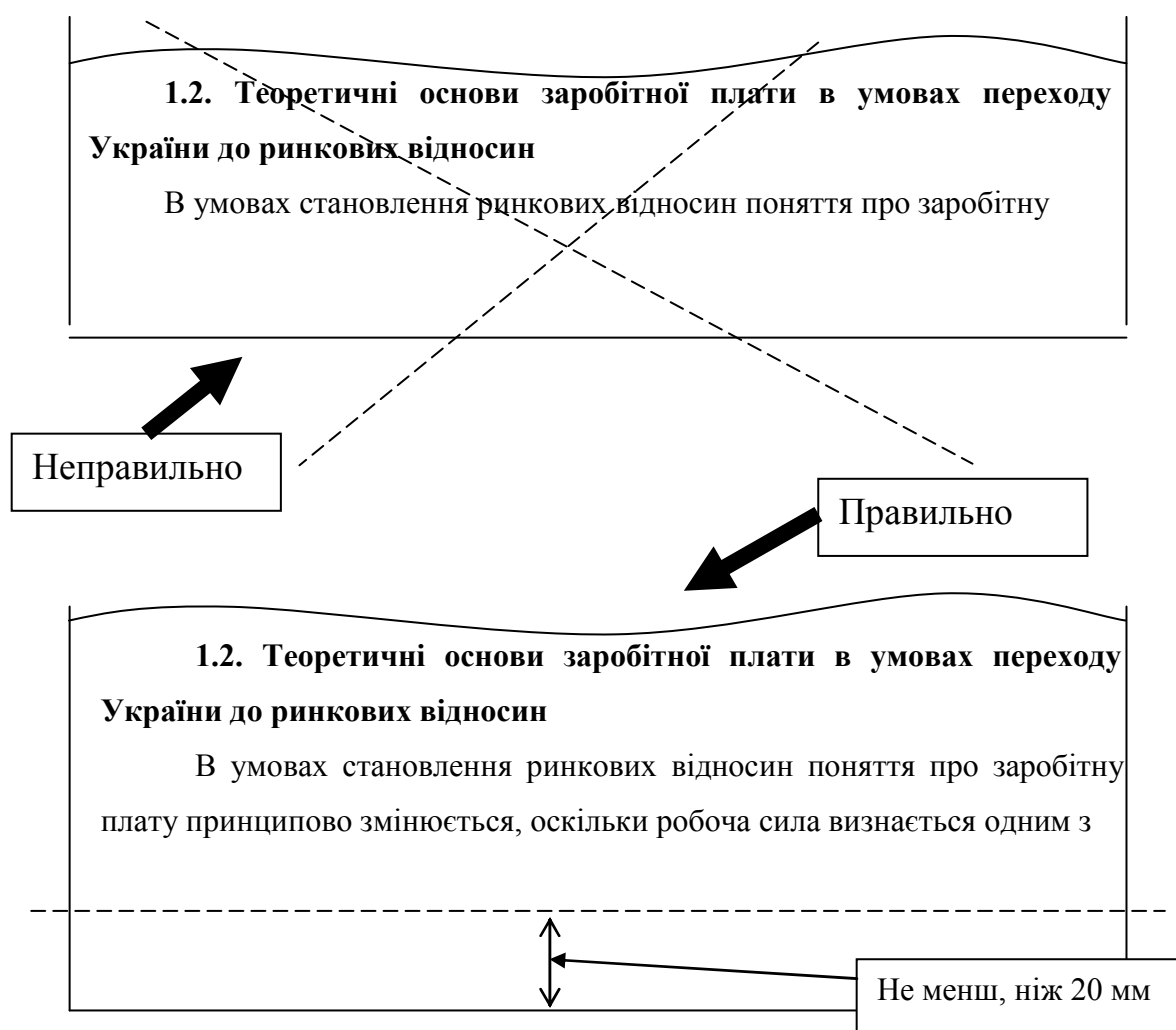 1.2. Теоретичні основи заробітної плати в умовах переходу
України до ринкових відносин
В умовах становлення ринкових відносин поняття про заробітну
Неправильно
Правильно
1.2. Теоретичні основи заробітної плати в умовах переходу
України до ринкових відносин
В умовах становлення ринкових відносин поняття про заробітну
плату принципово змінюється, оскільки робоча сила визнається одним з
Не менш, ніж 20 мм